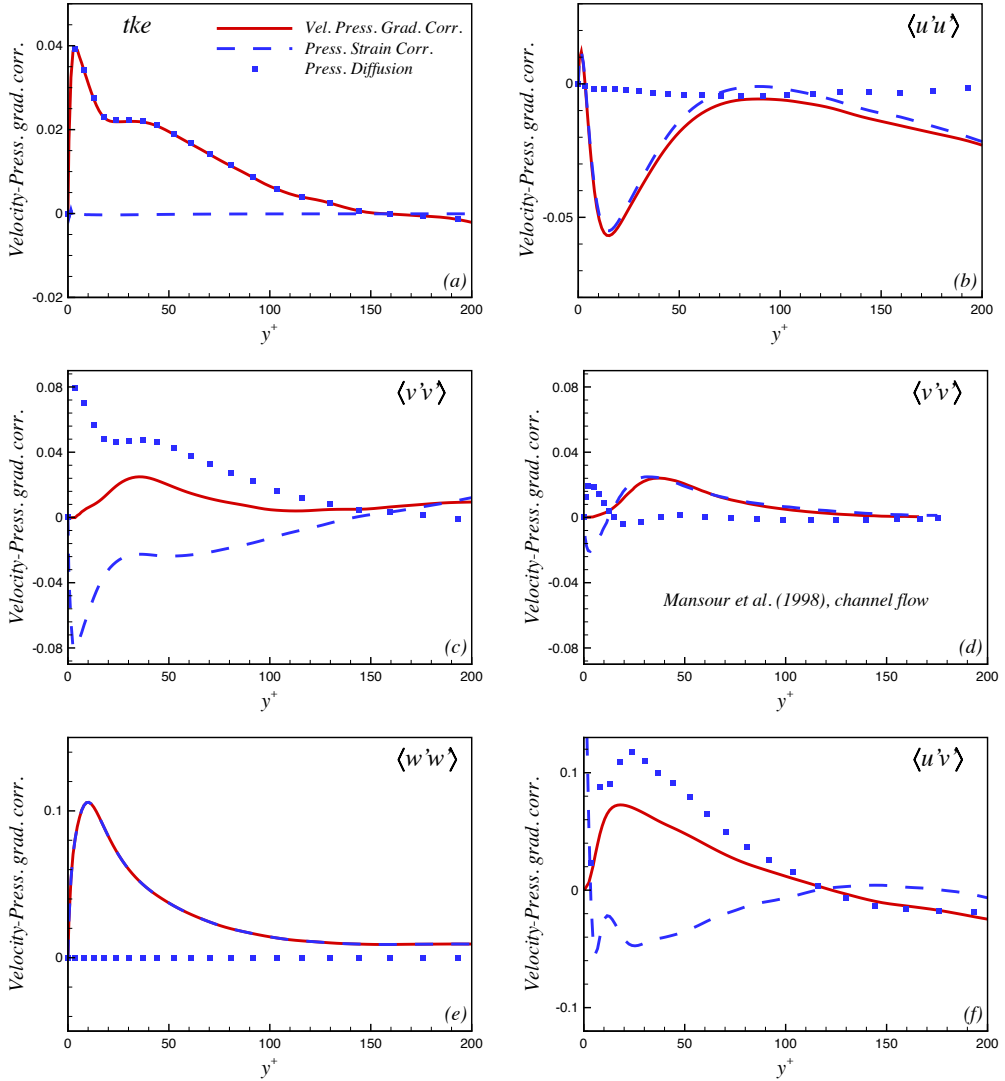 tke
Vel. Press. Grad. Corr.
Press. Strain Corr.
Press. Diffusion
Velocity-Press. grad. corr.
0.04
0.02
0
-0.02
0 50 100 150 200
y+
(a)
⟨u'u'⟩
Velocity-Press. grad. corr.
0
-0.05
0 50 100 150 200
y+
(b)
⟨v'v'⟩
Velocity-Press. grad. corr.
0.08
0.04
0
-0.04
-0.08
0 50 100 150 200
y+
(c)
⟨v'v'⟩
Velocity-Press. grad. corr.
0.08
0.04
0
-0.04
-0.08
Mansour et al. (1998), channel flow
0 50 100 150 200
y+
(d)
⟨w'w'⟩
Velocity-Press. grad. corr.
0.1
0
0 50 100 150 200
y+
(e)
⟨u'v'⟩
Velocity-Press. grad. corr.
0.1
0
-0.1
0 50 100 150 200
y+
(f)